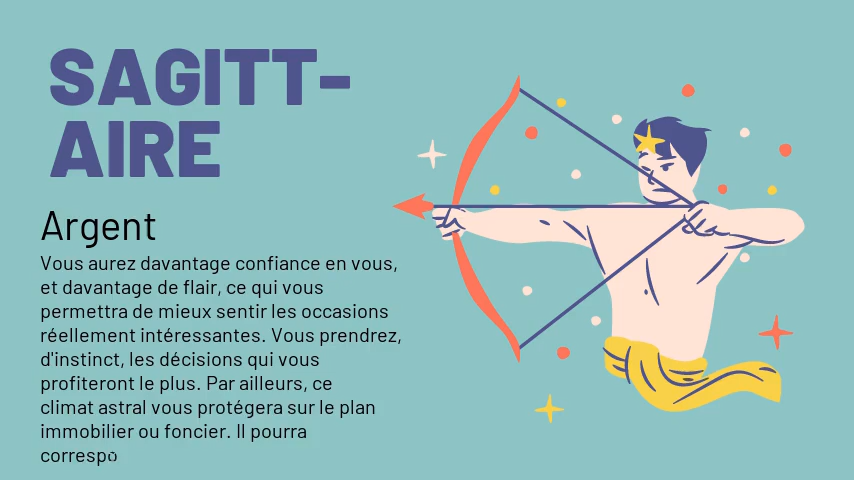 SAGITT-
AIRE
Argent
Vous aurez davantage confiance en vous,
et davantage de flair, ce qui vous
permettra de mieux sentir les occasions
réellement intéressantes. Vous prendrez,
d'instinct, les décisions qui vous
profiteront le plus. Par ailleurs, ce
climat astral vous protégera sur le plan
immobilier ou foncier. Il pourra
correspo